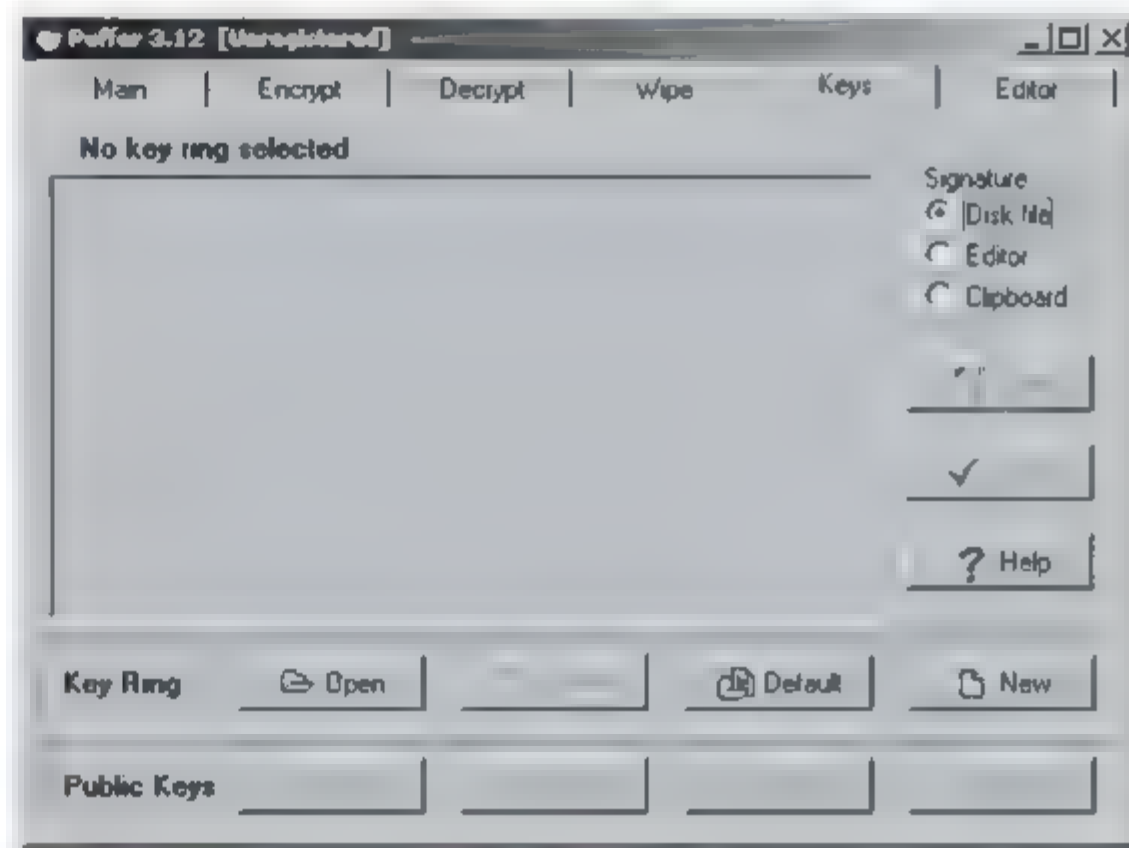 Puffer 3.12 [Unregistered]
Main Encrypt Decrypt Wipe Keys Editor
No key ring selected
Signature
Disk file
Editor
Clipboard
Help
Key Ring Open Default New
Public Keys